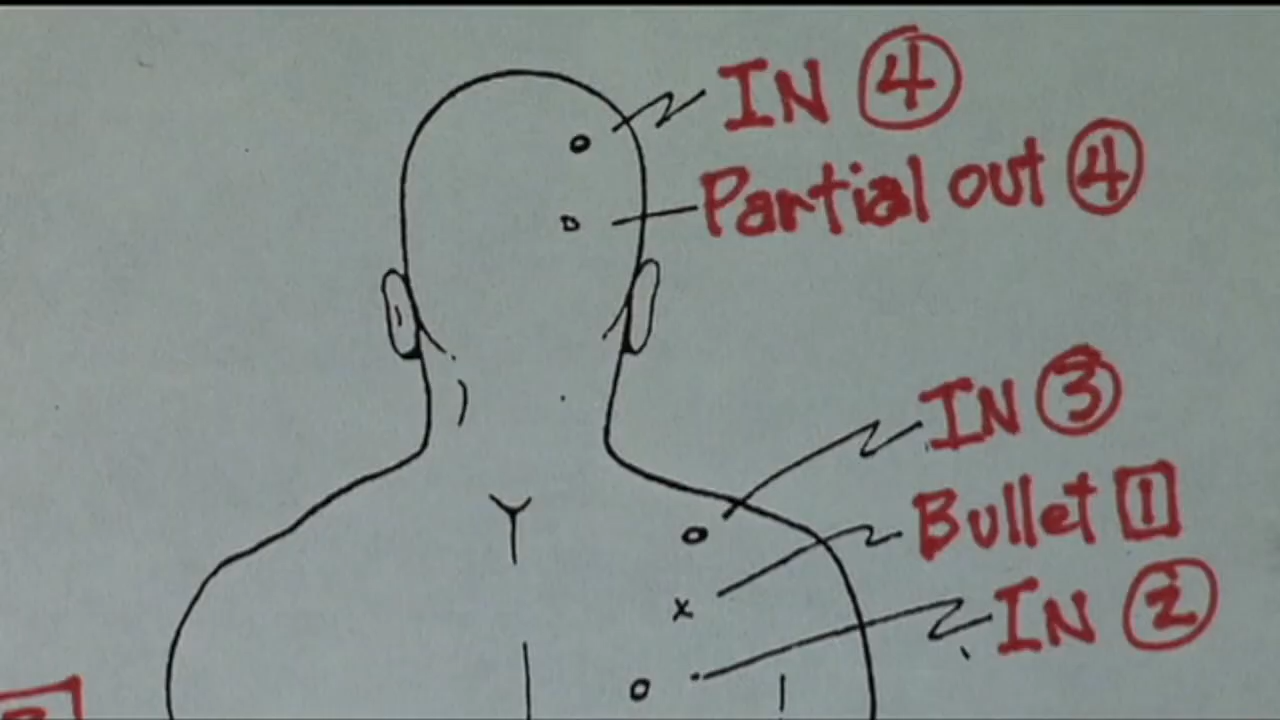 IN ④
Partial out ④
IN ③
Bullet 1
IN ②